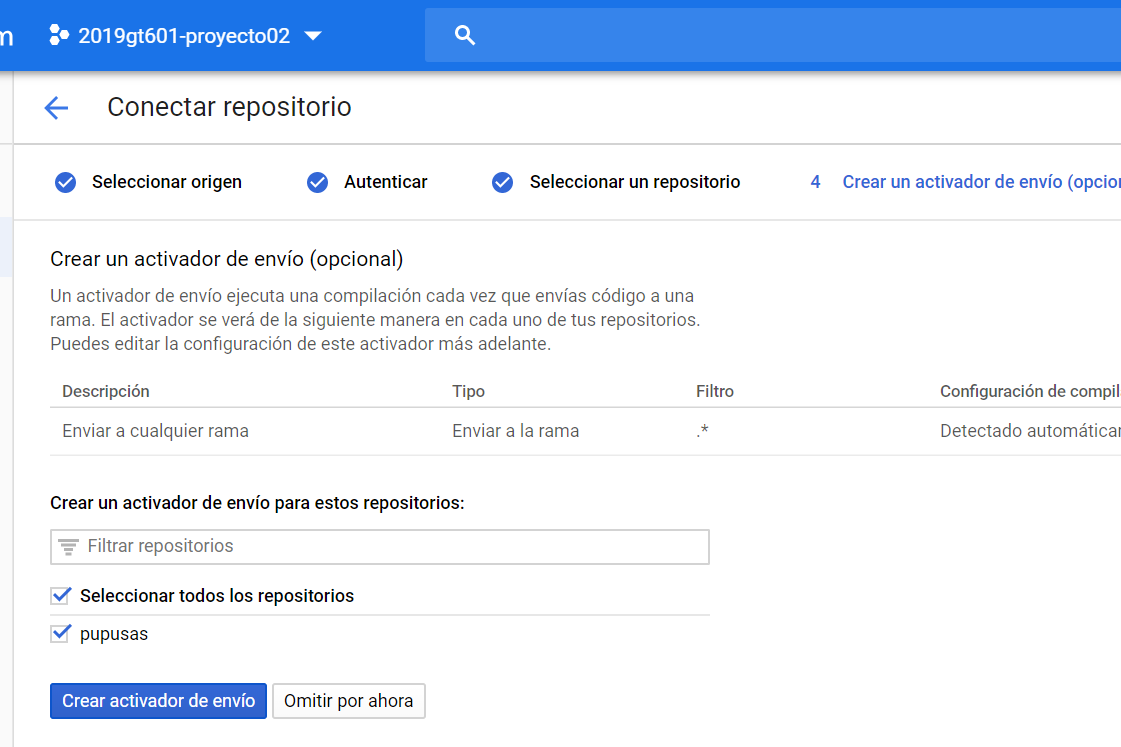 m 2019gt601-proyecto02
Conectar repositorio
Seleccionar origen Autenticar Seleccionar un repositorio 4 Crear un activador de envío (opcion
Crear un activador de envío (opcional)
Un activador de envío ejecuta una compilación cada vez que envías código a una
rama. El activador se verá de la siguiente manera en cada uno de tus repositorios.
Puedes editar la configuración de este activador más adelante.
Descripción Tipo Filtro Configuración de compil
Enviar a cualquier rama Enviar a la rama .* Detectado automátic
Crear un activador de envío para estos repositorios:
Filtrar repositorios
Seleccionar todos los repositorios
pupusas
Crear activador de envío Omitir por ahora